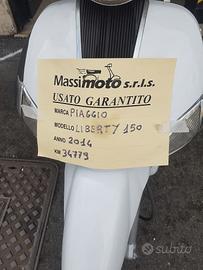 Massimoto s.r.l.s.
USATO GARANTITO
MARCA PIAGGIO
MODELLO LIBERTY 150
ANNO 2014
KM 34779
subito